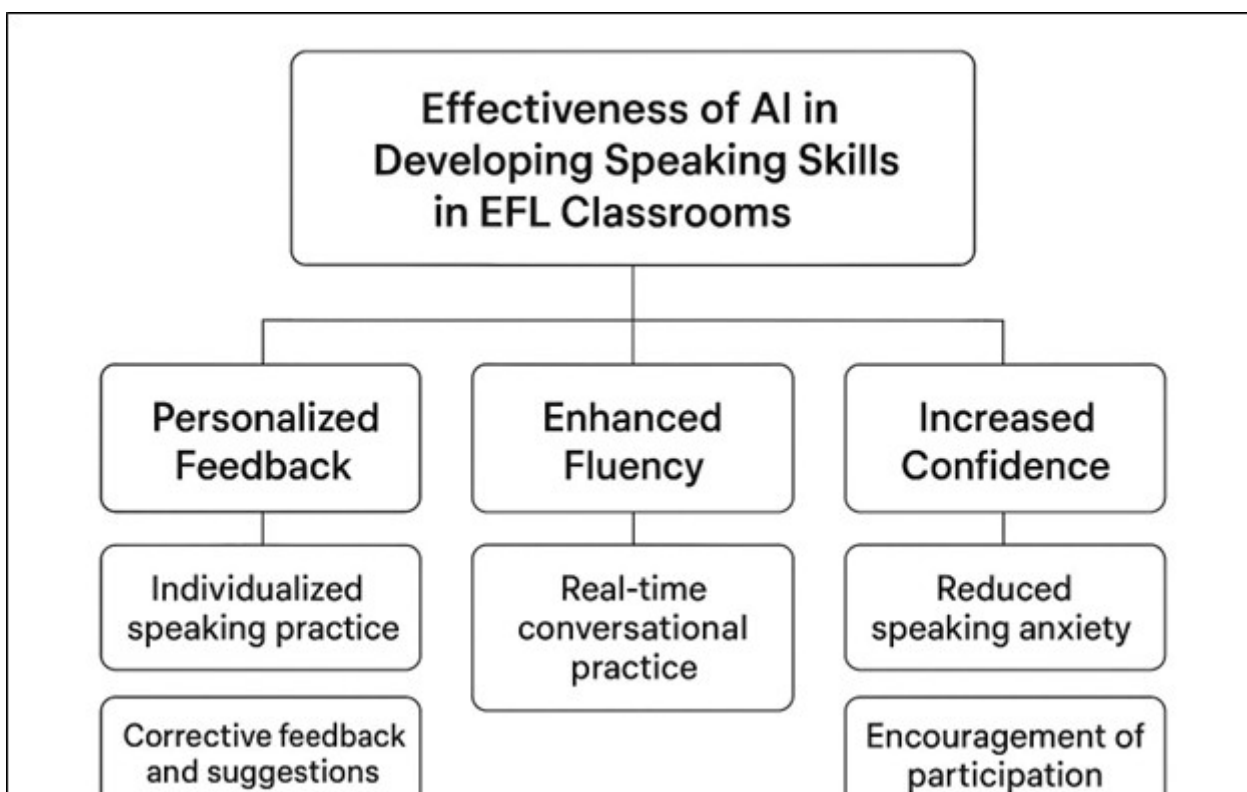 Effectiveness of AI in
Developing Speaking Skills
in EFL Classrooms
Personalized
Feedback
Individualized
speaking practice
Corrective feedback
and suggestions
Enhanced
Fluency
Real-time
conversational
practice
Increased
Confidence
Reduced
speaking anxiety
Encouragement of
participation